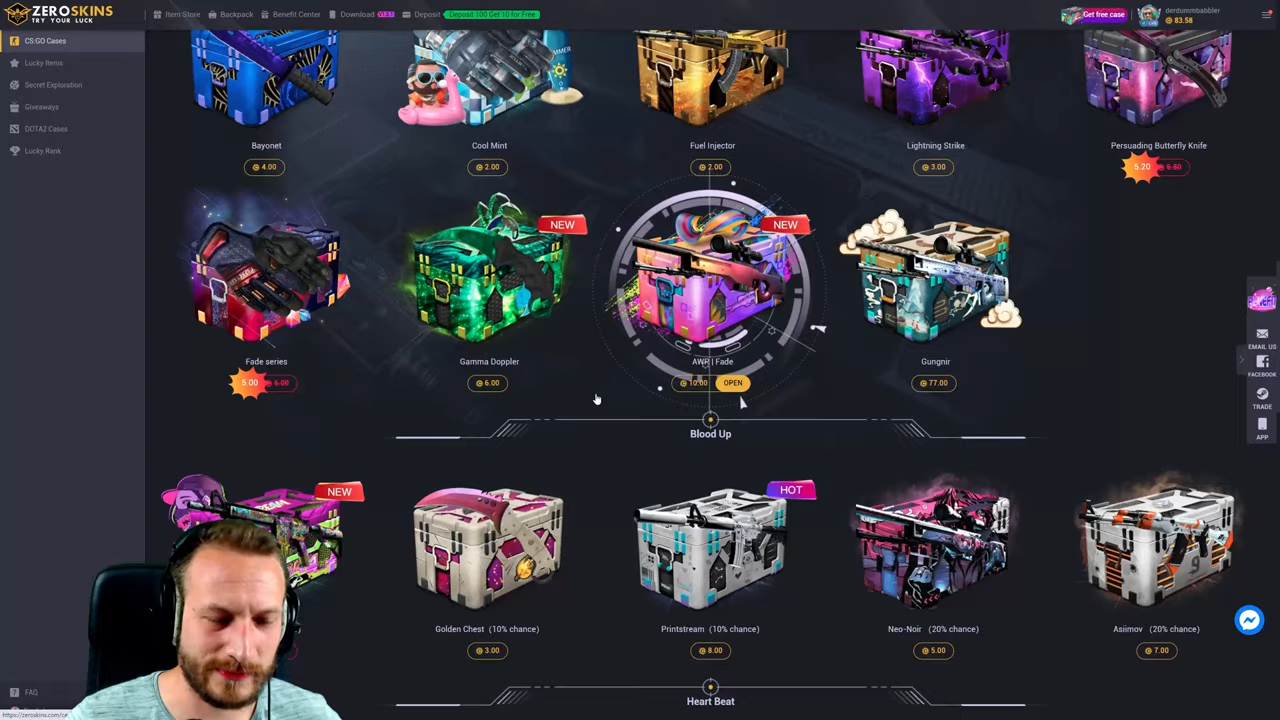 ZEROSKINS
TRY YOUR LUCK
Item Store
Backpack
Benefit Center
Download
Deposit
Deposit 100 Get 10 for Free
Get free case
derdummbabbler
83.58
CS:GO Cases
Lucky Items
Secret Exploration
Giveaways
DOTA2 Cases
Lucky Rank
Bayonet
Cool Mint
Fuel Injector
Lightning Strike
Persuading Butterfly Knife
4.00
2.00
2.00
3.00
5.20
NEW
NEW
Fade series
Gamma Doppler
AWP | Fade
Gungnir
5.00
6.00
6.00
10.00
OPEN
77.00
EMAIL US
FACEBOOK
TRADE
APP
Blood Up
NEW
HOT
Golden Chest (10% chance)
Printstream (10% chance)
Neo-Noir (20% chance)
Asiimov (20% chance)
3.00
8.00
5.00
7.00
Heart Beat
FAQ